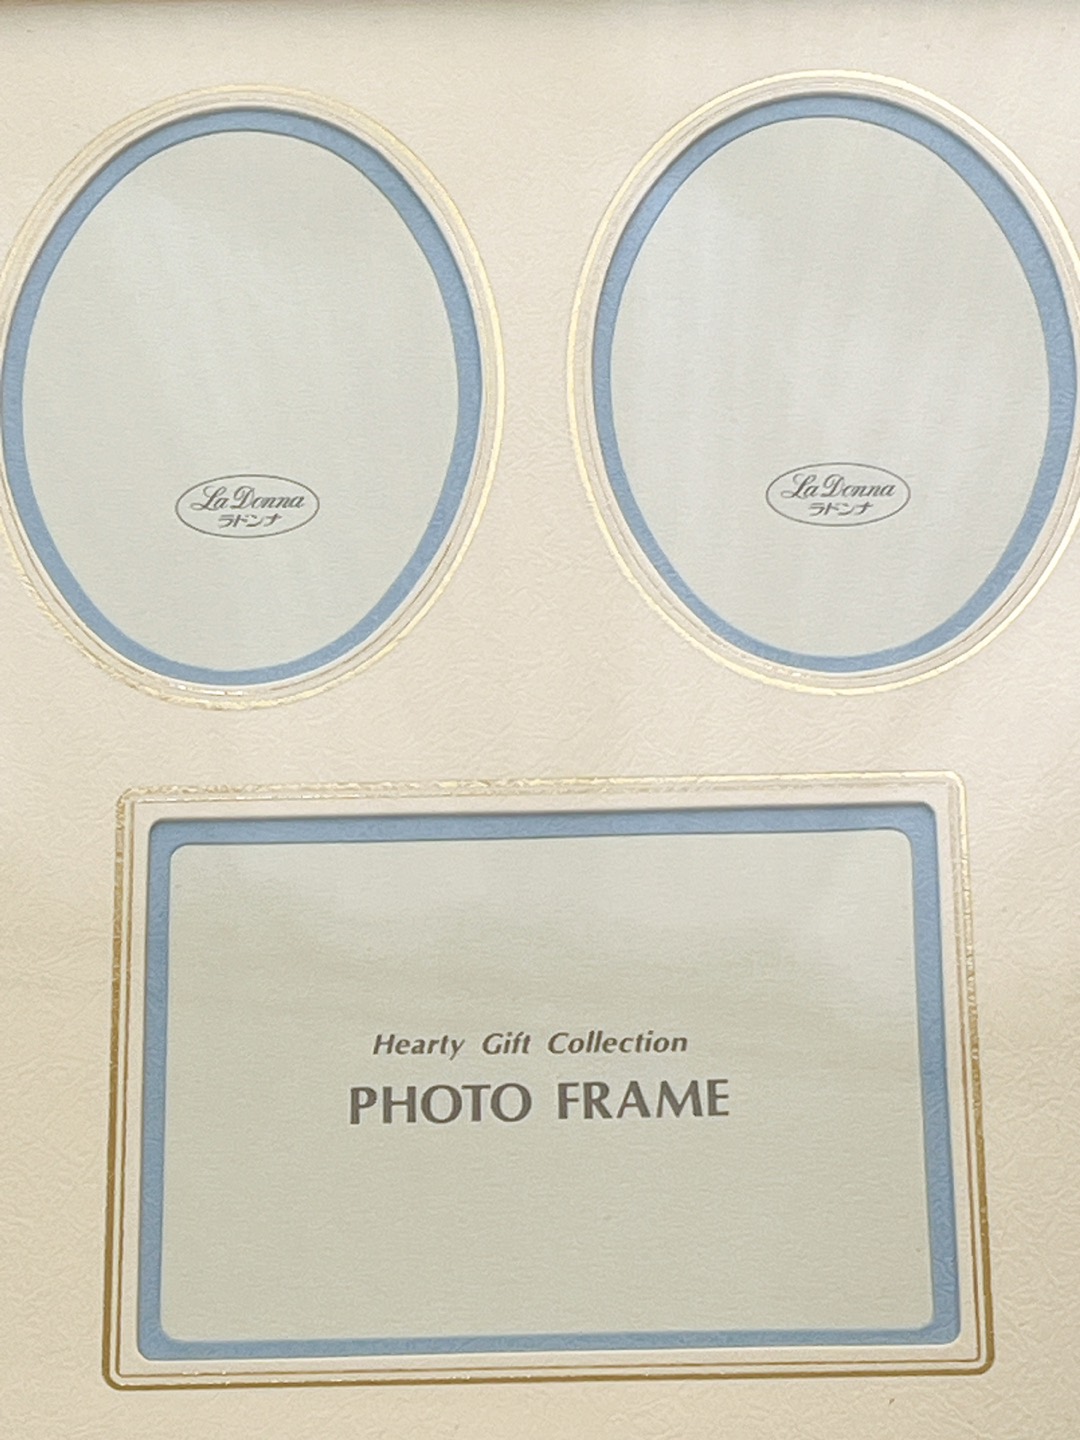 La Donna
ラドンナ
La Donna
ラドンナ
Hearty Gift Collection
PHOTO FRAME